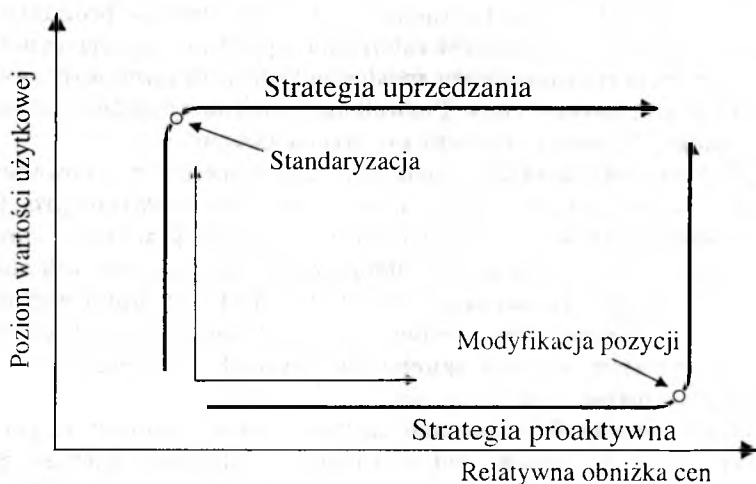 Strategia uprzedzania
Standaryzacja
Poziom wartości użytkowej
Modyfikacja pozycji
Strategia proaktywna
Relatywna obniżka cen